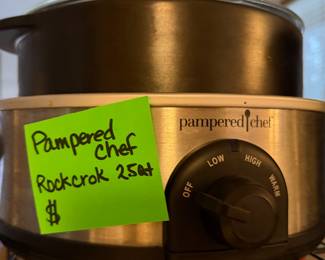 pampered chef
Pampered
Chef
Rockcrok 2.5Qt
$
OFF
LOW
HIGH
WARM